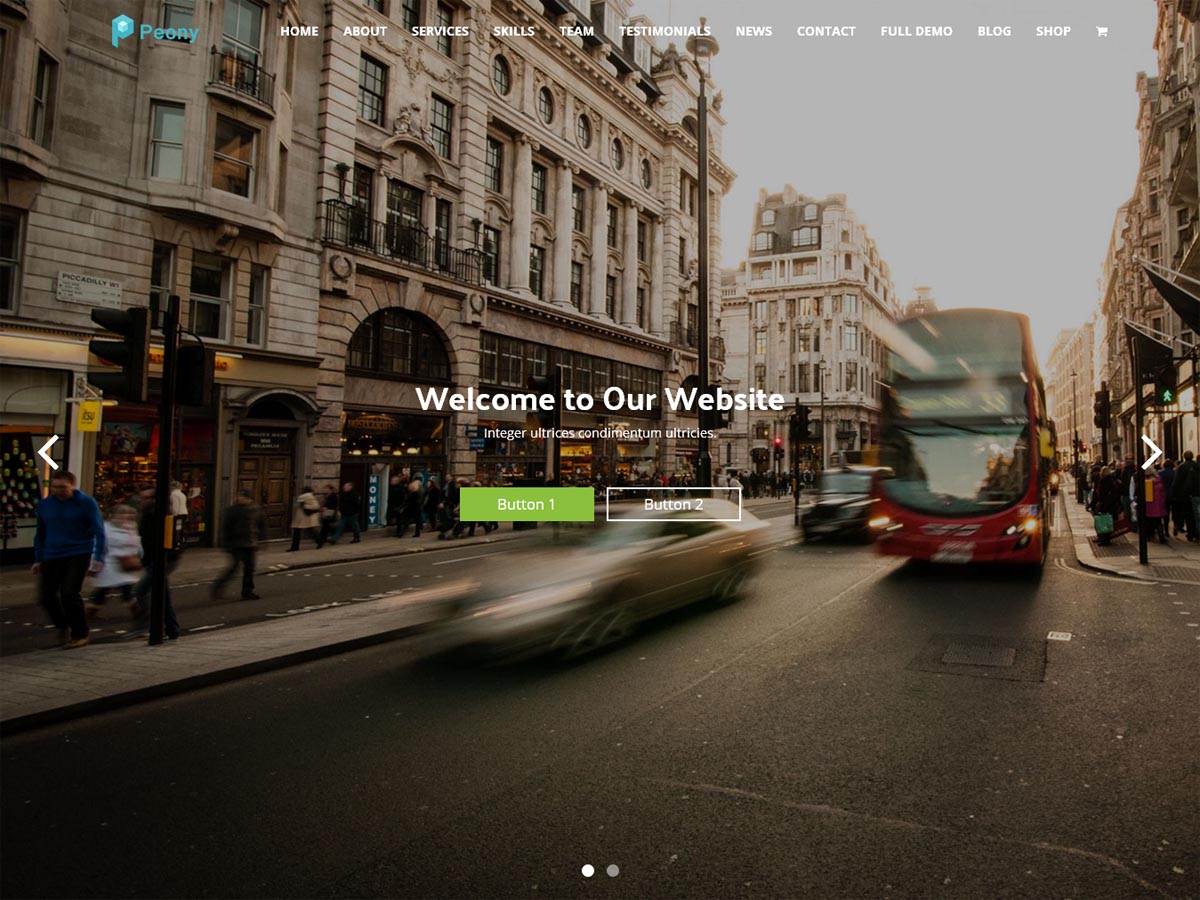 Peony
HOME ABOUT SERVICES SKILLS TEAM TESTIMONIALS NEWS CONTACT FULL DEMO BLOG SHOP
PICCADILLY W1
Welcome to Our Website
Integer ultrices condimentum ultricies.
MONEY
Button 1
Button 2